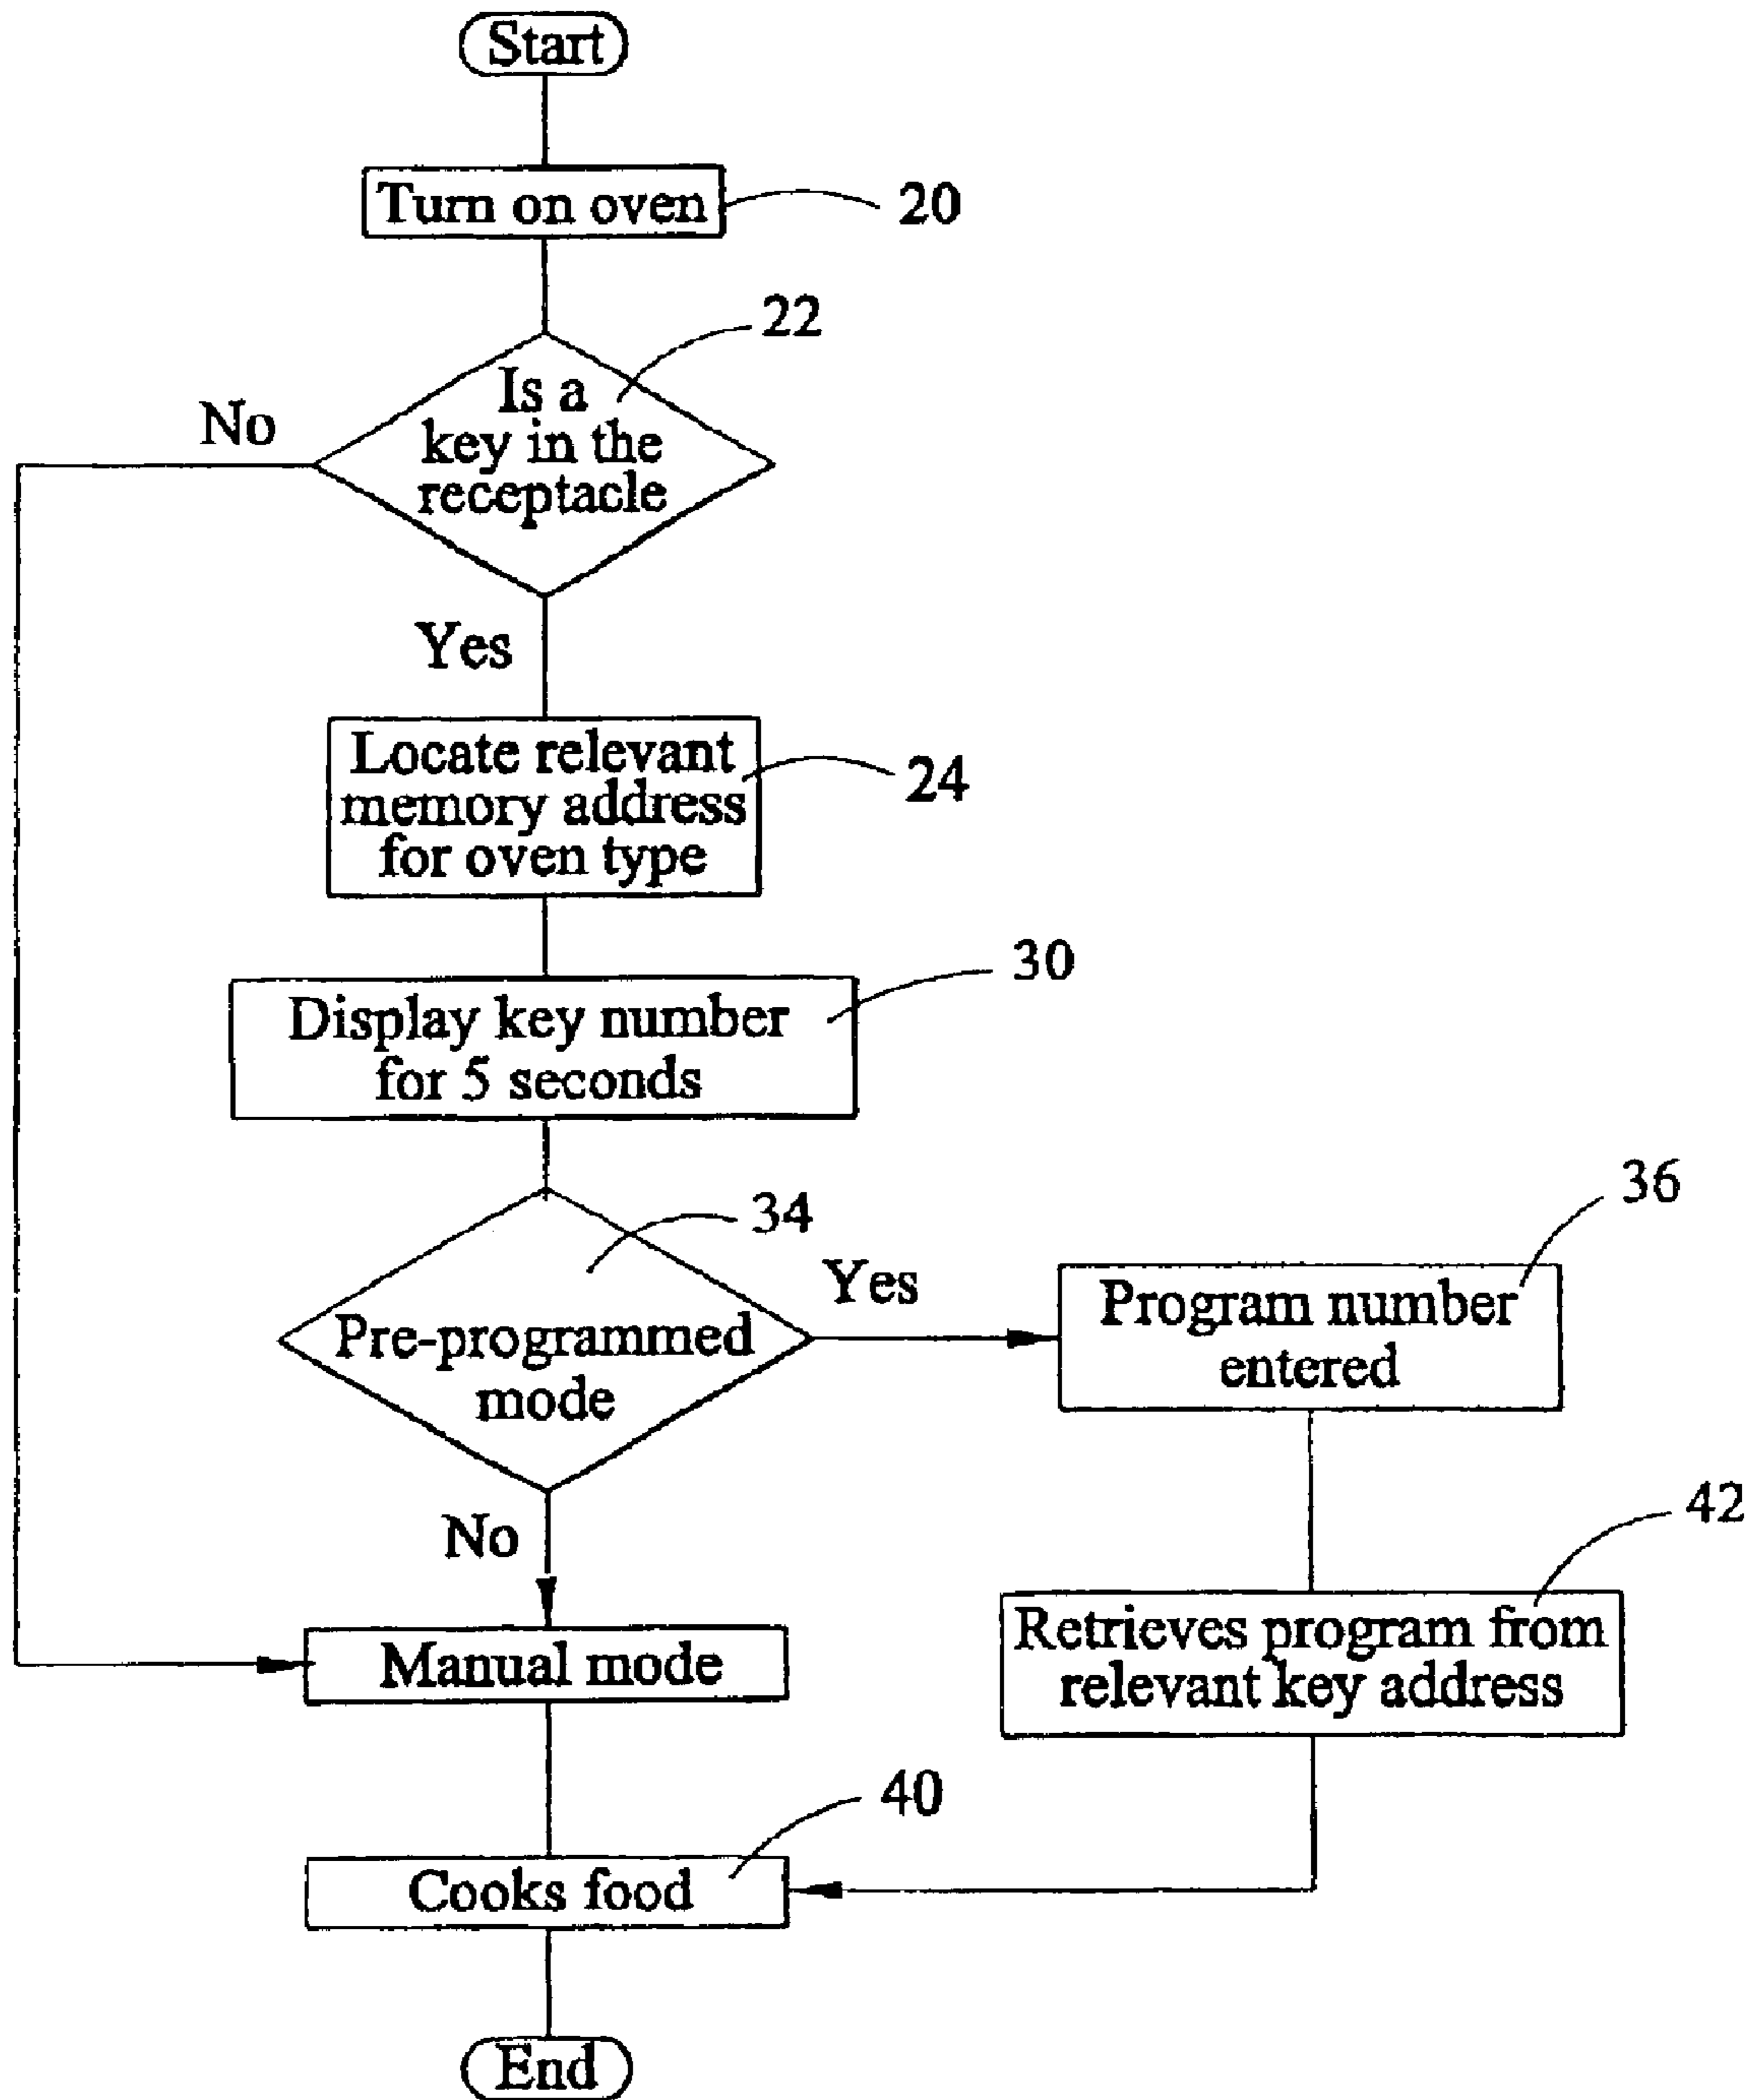 Start
Turn on oven
20
22
Is a
key in the
receptacle
No
Yes
Locate relevant
memory address
for oven type
24
30
Display key number
for 5 seconds
34
Pre-programmed
mode
Yes
36
Program number
entered
No
42
Retrieves program from
relevant key address
Manual mode
40
Cooks food
End